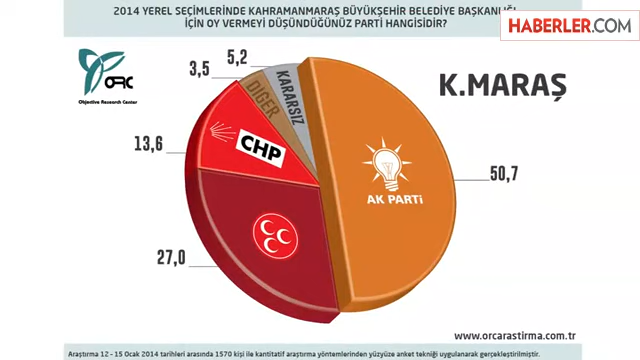 2014 YEREL SEÇİMLERİNDE KAHRAMANMARAŞ BÜYÜKŞEHİR BELEDİYE BAŞKANLIĞI
İÇİN OY VERMEYİ DÜŞÜNDÜĞÜNÜZ PARTİ HANGİSİDİR?
HABERLER.COM
ORC
Objective Research Center
K.MARAŞ
5,2
3,5
KARARSIZ
DİĞER
13,6
CHP
AK PARTİ
50,7
27,0
www.orcarastirma.com.tr
Araştırma 12 - 15 Ocak 2014 tarihleri arasında 1570 kişi ile kantitatif araştırma yöntemlerinden yüzyüze anket tekniği uygulanarak gerçekleştirilmiştir.